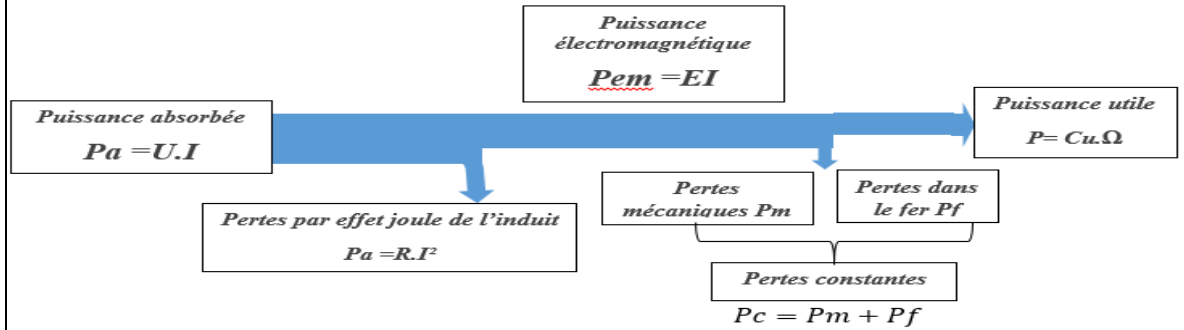 Puissance
électromagnétique
Pem =EI
Puissance absorbée
Pa =U.I
Puissance utile
P= Cu.Ω
Pertes par effet joule de l'induit
Pa =R.I²
Pertes
mécaniques Pm
Pertes dans
le fer Pf
Pertes constantes
Pc = Pm + Pf